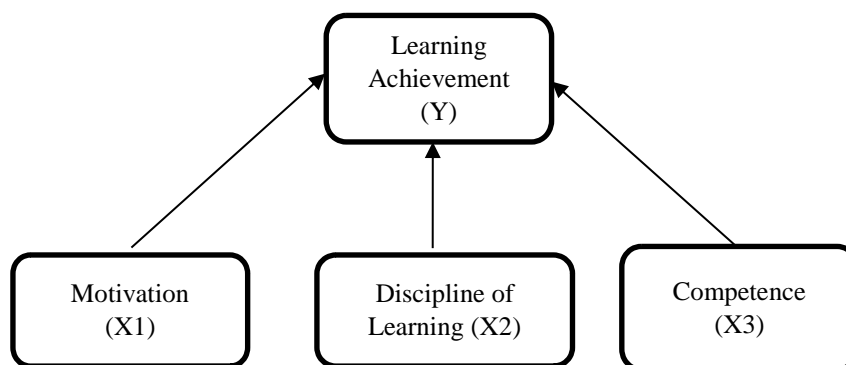 Learning
Achievement
(Y)
Motivation
(X1)
Discipline of
Learning (X2)
Competence
(X3)